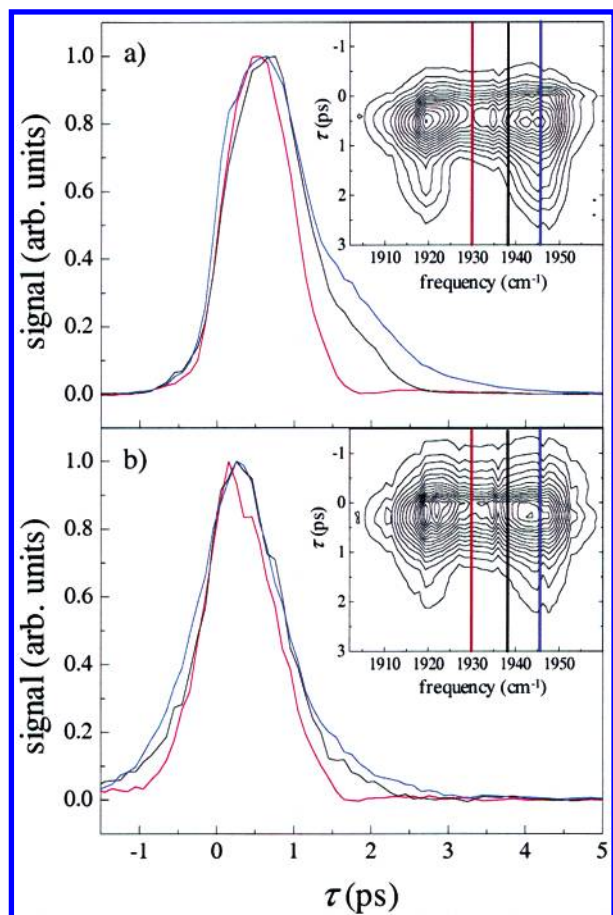 a)
signal (arb. units)
1.0
0.8
0.6
0.4
0.2
0.0
τ (ps)
-1
0
1
2
3
1910 1920 1930 1940 1950
frequency (cm-1)
b)
signal (arb. units)
1.0
0.8
0.6
0.4
0.2
0.0
τ (ps)
-1
0
1
2
3
1910 1920 1930 1940 1950
frequency (cm-1)
-1 0 1 2 3 4 5
τ (ps)